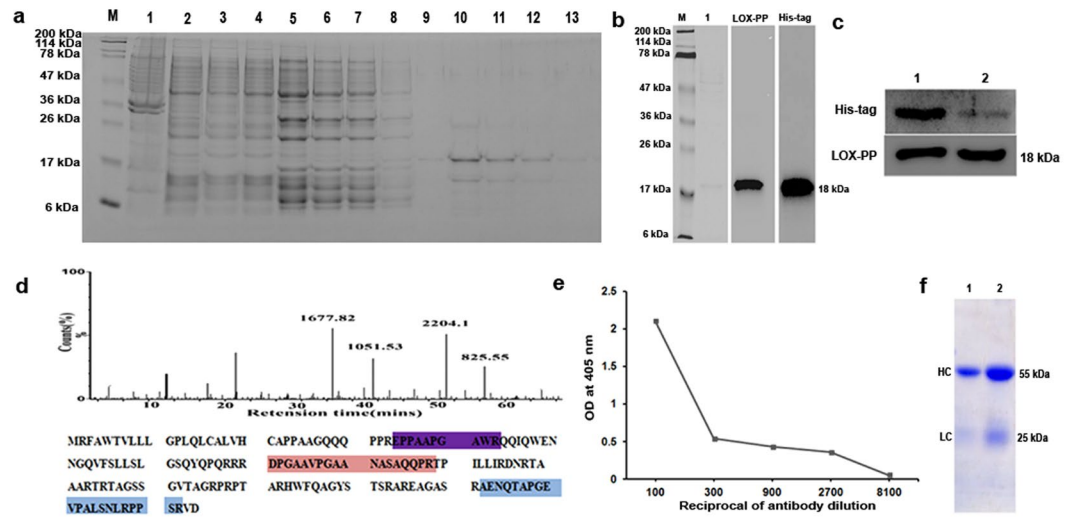 a
M 1 2 3 4 5 6 7 8 9 10 11 12 13
200 kDa
114 kDa
78 kDa
47 kDa
36 kDa
26 kDa
17 kDa
6 kDa
b
M 1 LOX-PP His-tag
200 kDa
114 kDa
78 kDa
47 kDa
36 kDa
26 kDa
17 kDa
6 kDa
18 kDa
c
1 2
His-tag
LOX-PP 18 kDa
d
100
Counts(%)
1677.82
1051.53
2204.1
825.55
10 20 30 40 50 60
Retention time(mins)
MRFAWTVLLL GPLQLCALVH CAPPAAGQQQ PPREPPAAPG AWRQQIQWEN
NGQVFSLLSL GSQYQPQRRR DPGAAVPGAA NASAQQPRTP ILLIRDNRTA
AARTRTAGSS GVTAGRPRPT ARHWFQAGYS TSRAREAGAS RAENQTAPGE
VPALSNLRPP SRVD
e
OD at 405 nm
2.5
2
1.5
1
0.5
0
100 300 900 2700 8100
Reciprocal of antibody dilution
f
1 2
HC 55 kDa
LC 25 kDa